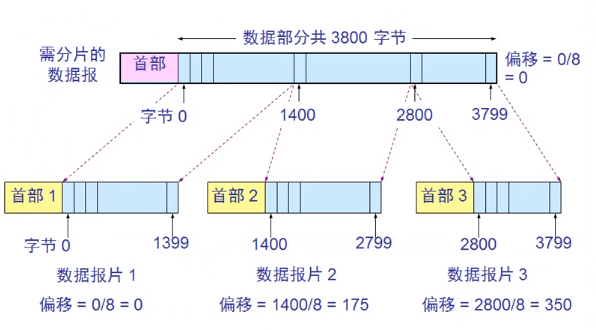 数据部分共 3800 字节
需分片的
数据报
首部
偏移 = 0/8
= 0
字节 0
1400
2800
3799
首部 1
首部 2
首部 3
字节 0
1399
1400
2799
2800
3799
数据报片 1
数据报片 2
数据报片 3
偏移 = 0/8 = 0
偏移 = 1400/8 = 175
偏移 = 2800/8 = 350